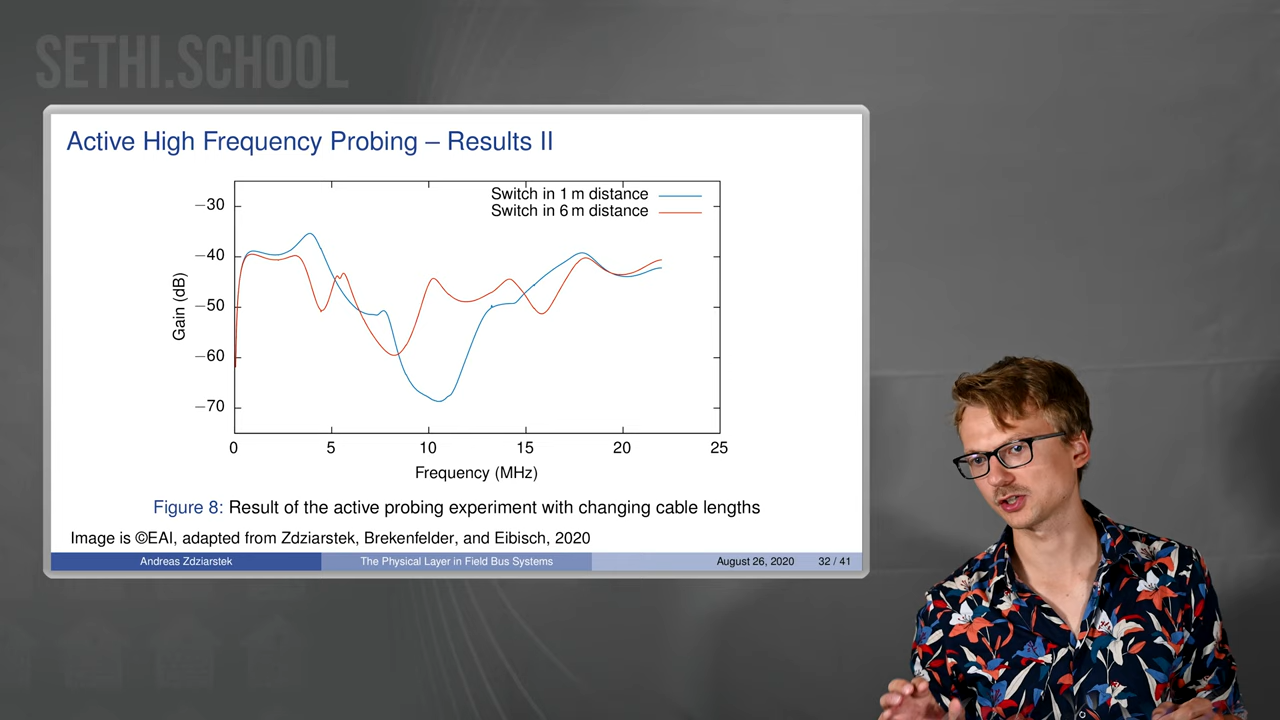 SETHI.SCHOOL
Active High Frequency Probing – Results II
Switch in 1 m distance
Switch in 6 m distance
−30
−40
−50
−60
−70
Gain (dB)
0 5 10 15 20 25
Frequency (MHz)
Figure 8: Result of the active probing experiment with changing cable lengths
Image is ©EAI, adapted from Zdziarstek, Brekenfelder, and Eibisch, 2020
Andreas Zdziarstek The Physical Layer in Field Bus Systems August 26, 2020 32 / 41